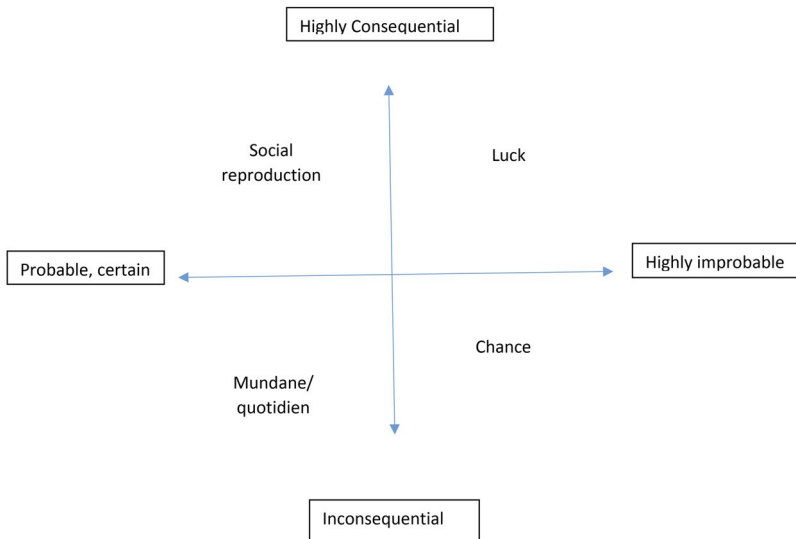 Highly Consequential
Social
reproduction
Luck
Probable, certain
Highly improbable
Chance
Mundane/
quotidien
Inconsequential